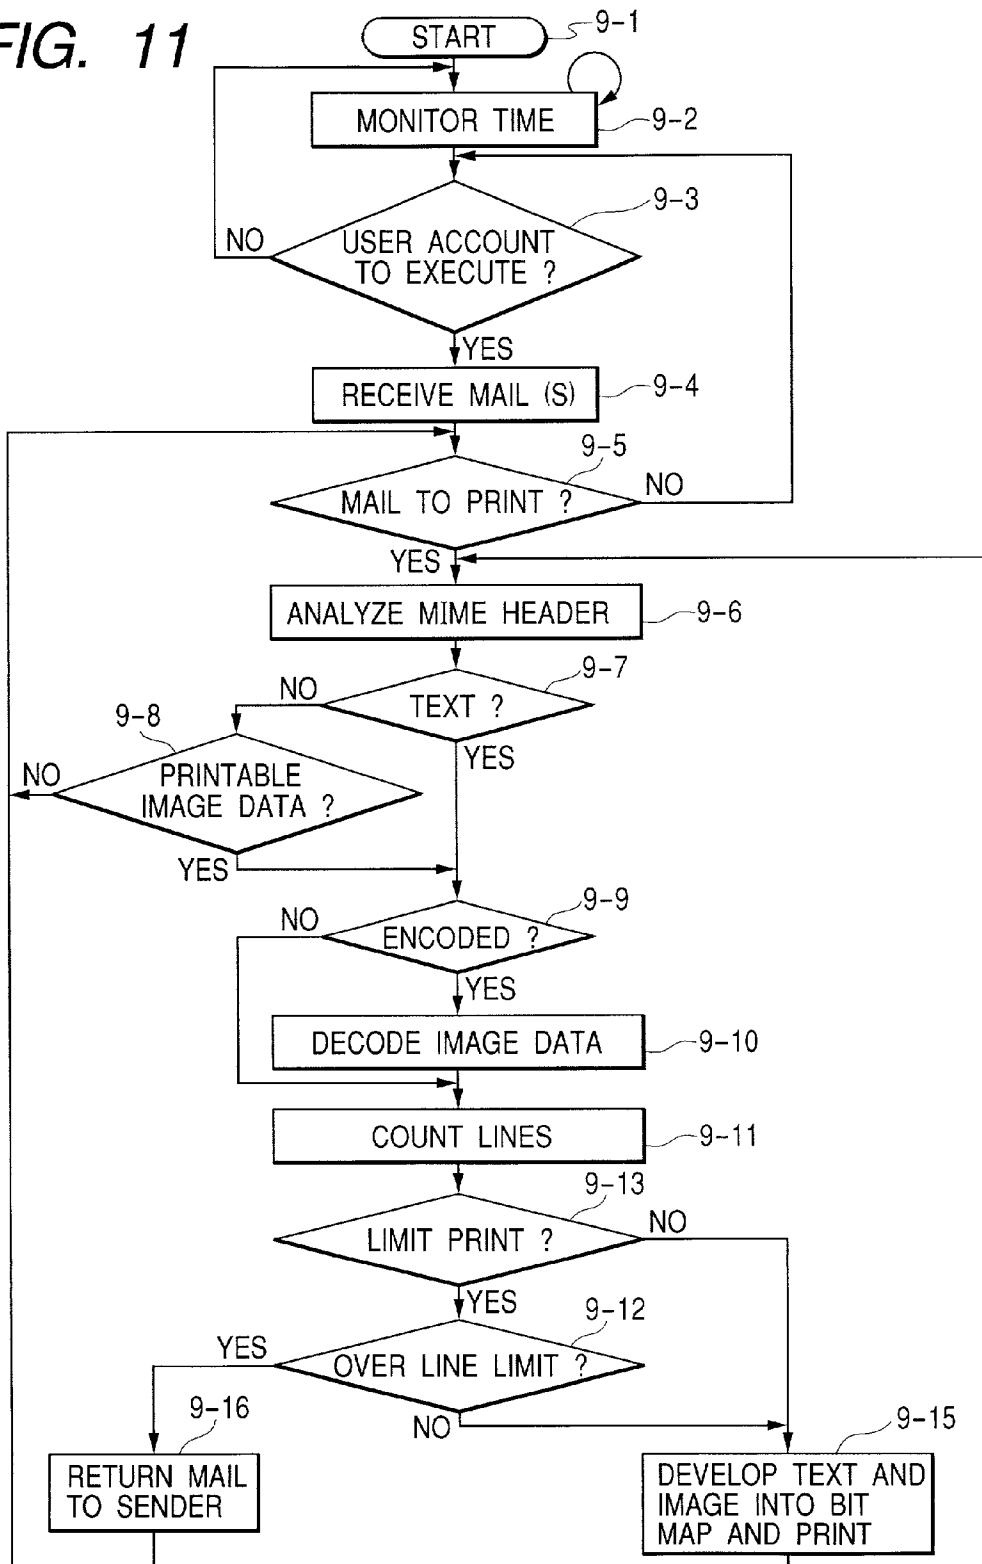 FIG. 11
START
9-1
MONITOR TIME
9-2
9-3
USER ACCOUNT
TO EXECUTE ?
NO
YES
RECEIVE MAIL (S)
9-4
9-5
MAIL TO PRINT ?
NO
YES
ANALYZE MIME HEADER
9-6
9-7
NO
TEXT ?
YES
9-8
NO
PRINTABLE
IMAGE DATA ?
YES
9-9
NO
ENCODED ?
YES
DECODE IMAGE DATA
9-10
COUNT LINES
9-11
9-13
LIMIT PRINT ?
NO
YES
9-12
YES
OVER LINE LIMIT ?
NO
9-16
RETURN MAIL
TO SENDER
9-15
DEVELOP TEXT AND
IMAGE INTO BIT
MAP AND PRINT